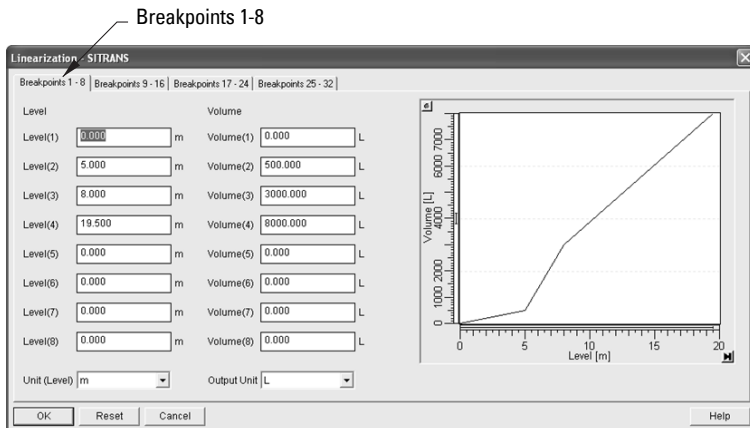 Breakpoints 1-8
Linearization - SITRANS
Breakpoints 1 - 8 Breakpoints 9 - 16 Breakpoints 17 - 24 Breakpoints 25 - 32
Level Volume
Level(1) 0.000 m Volume(1) 0.000 L
Level(2) 5.000 m Volume(2) 500.000 L
Level(3) 8.000 m Volume(3) 3000.000 L
Level(4) 19.500 m Volume(4) 8000.000 L
Level(5) 0.000 m Volume(5) 0.000 L
Level(6) 0.000 m Volume(6) 0.000 L
Level(7) 0.000 m Volume(7) 0.000 L
Level(8) 0.000 m Volume(8) 0.000 L
Unit (Level) m Output Unit L
Volume [L]
0 1000 2000 4000 6000 7000
0 5 10 15 20
Level [m]
OK Reset Cancel Help